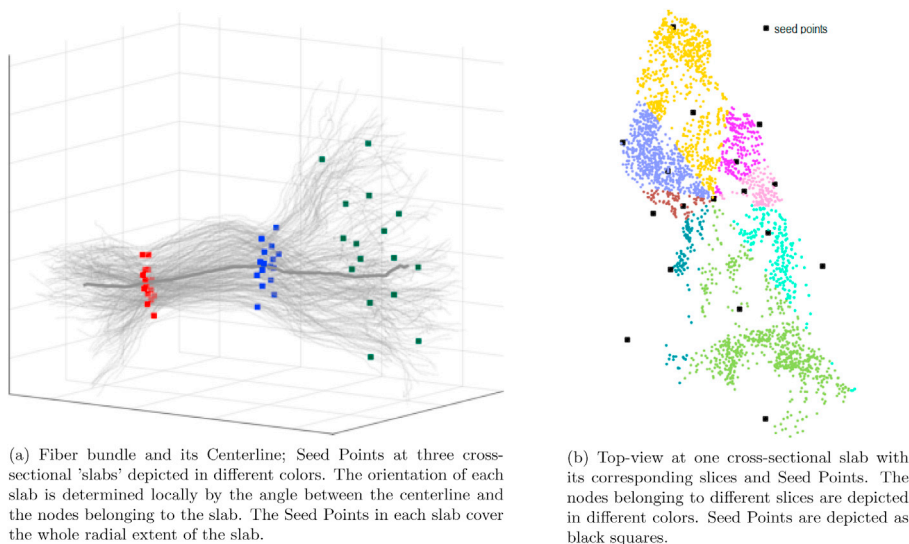 seed points
(a) Fiber bundle and its Centerline; Seed Points at three cross-
sectional 'slabs' depicted in different colors. The orientation of each
slab is determined locally by the angle between the centerline and
the nodes belonging to the slab. The Seed Points in each slab cover
the whole radial extent of the slab.
(b) Top-view at one cross-sectional slab with
its corresponding slices and Seed Points. The
nodes belonging to different slices are depicted
in different colors. Seed Points are depicted as
black squares.